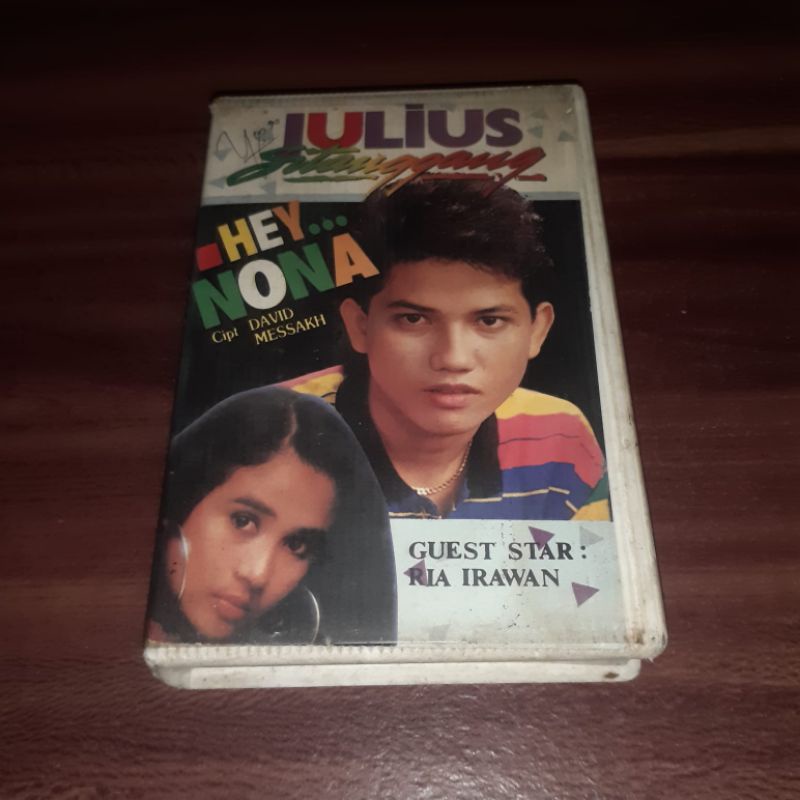 JULIUS
Sitanggang
HEY...
NONA
Cipt DAVID
MESSAKH
GUEST STAR :
RIA IRAWAN